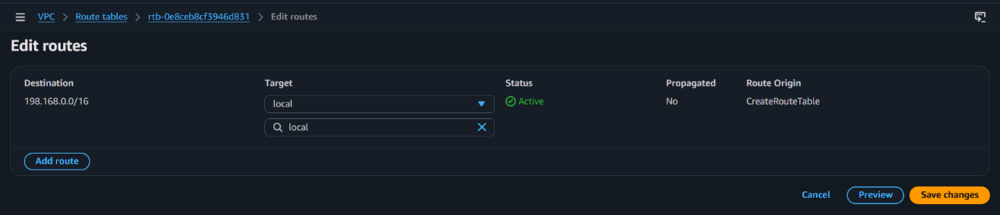 VPC > Route tables > rtb-0e8ceb8cf3946d831 > Edit routes
Edit routes
Destination Target Status Propagated Route Origin
198.168.0.0/16 local Active No CreateRouteTable
local
Add route
Cancel Preview Save changes